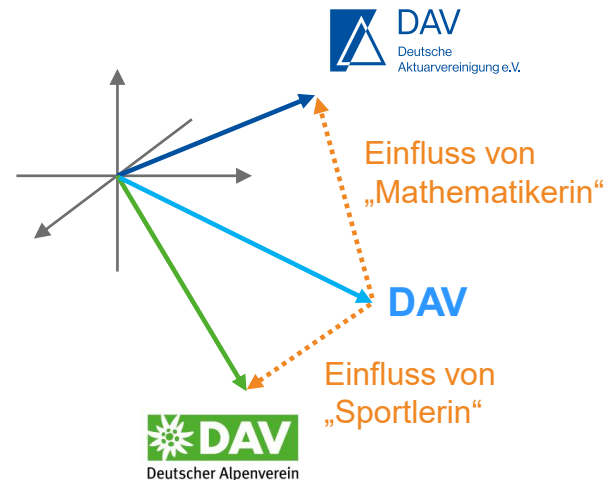 DAV
Deutsche
Aktuarvereinigung e.V.
Einfluss von
„Mathematikerin“
DAV
Einfluss von
„Sportlerin“
DAV
Deutscher Alpenverein